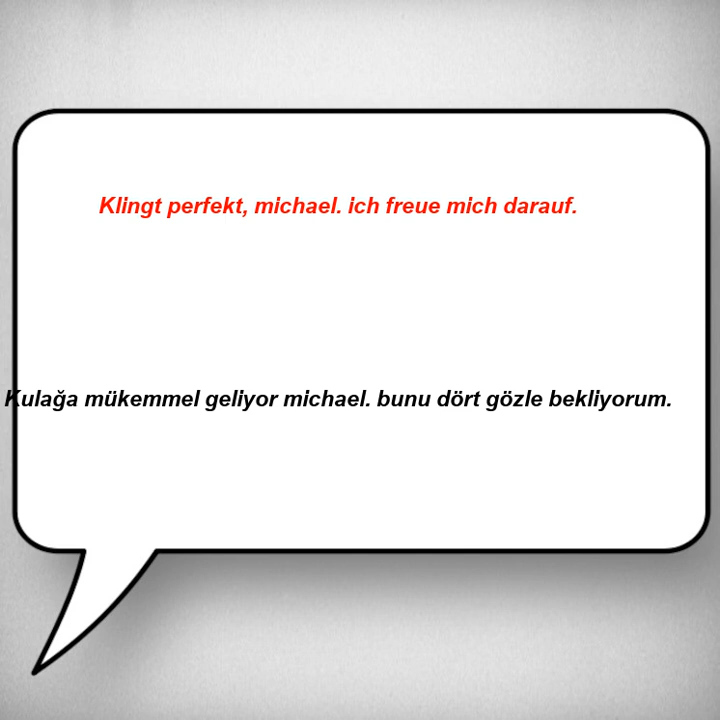 Klingt perfekt, michael. ich freue mich darauf.
Kulağa mükemmel geliyor michael. bunu dört gözle bekliyorum.